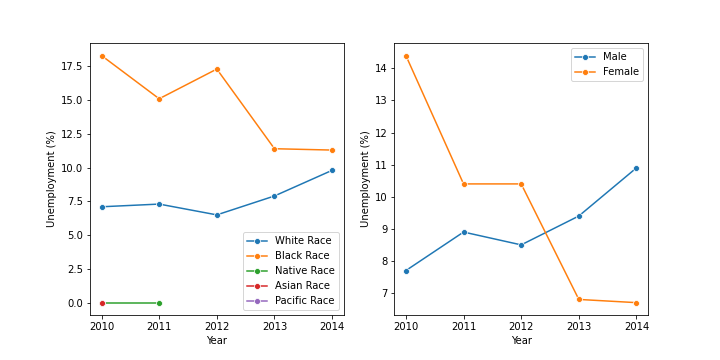 17.5
15.0
12.5
10.0
7.5
5.0
2.5
0.0
Unemployment (%)
2010 2011 2012 2013 2014
Year
White Race
Black Race
Native Race
Asian Race
Pacific Race
14
13
12
11
10
9
8
7
Unemployment (%)
2010 2011 2012 2013 2014
Year
Male
Female